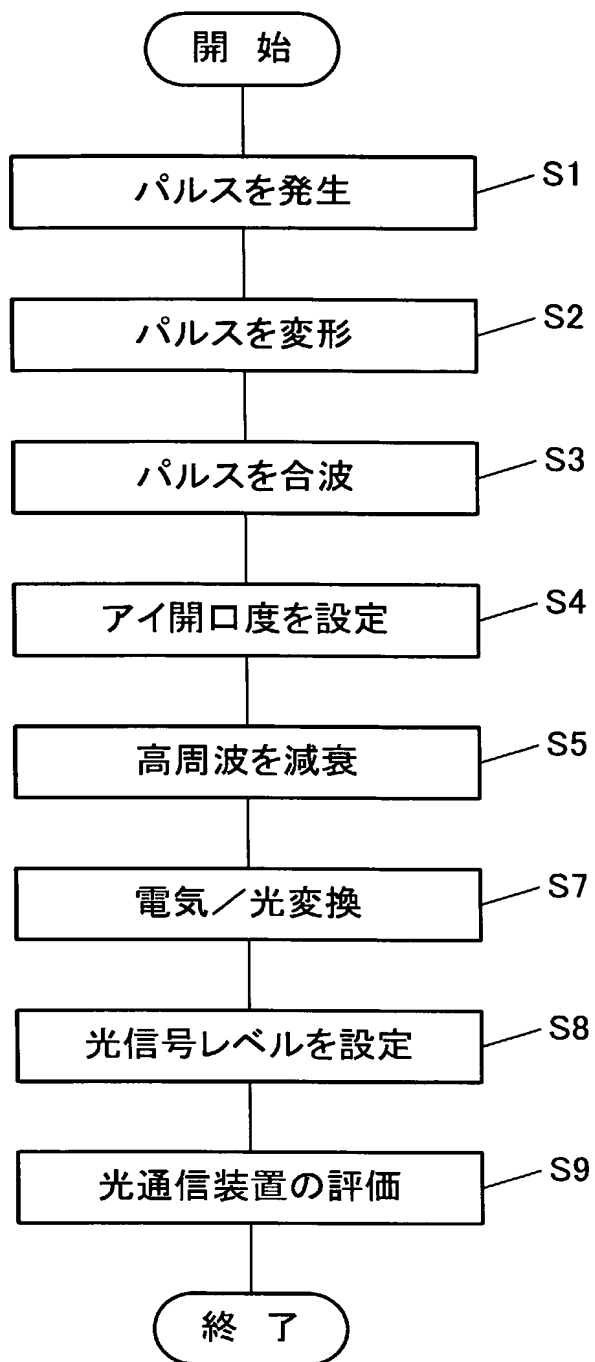 開 始
パルスを発生
S1
パルスを変形
S2
パルスを合波
S3
アイ開口度を設定
S4
高周波を減衰
S5
電気／光変換
S7
光信号レベルを設定
S8
光通信装置の評価
S9
終 了